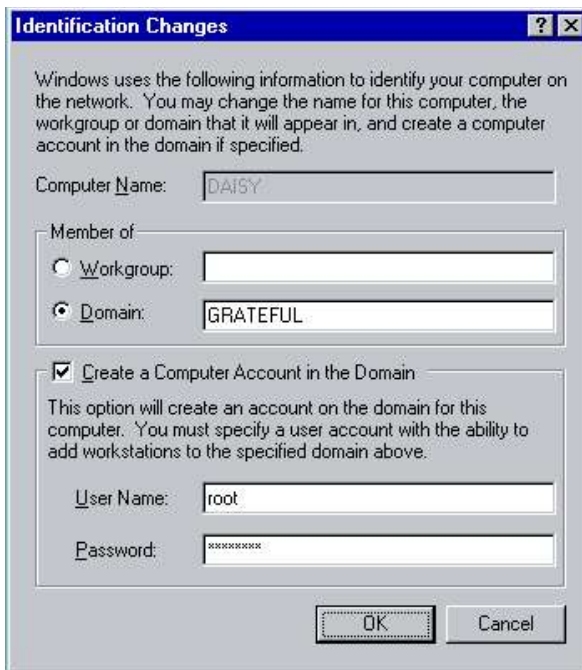 Identification Changes
Windows uses the following information to identify your computer on
the network. You may change the name for this computer, the
workgroup or domain that it will appear in, and create a computer
account in the domain if specified.
Computer Name: DAISY
Member of
Workgroup:
Domain: GRATEFUL
Create a Computer Account in the Domain
This option will create an account on the domain for this
computer. You must specify a user account with the ability to
add workstations to the specified domain above.
User Name: root
Password: ********
OK Cancel